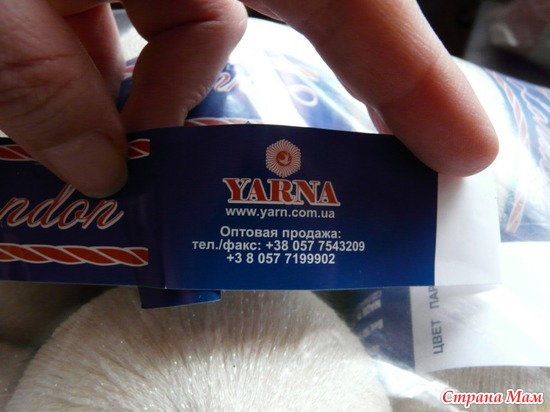 ndon
YARNA
www.yarn.com.ua
Оптовая продажа:
тел./факс: +38 057 7543209
+3 8 057 7199902
ЦВЕТ
Страна Мам